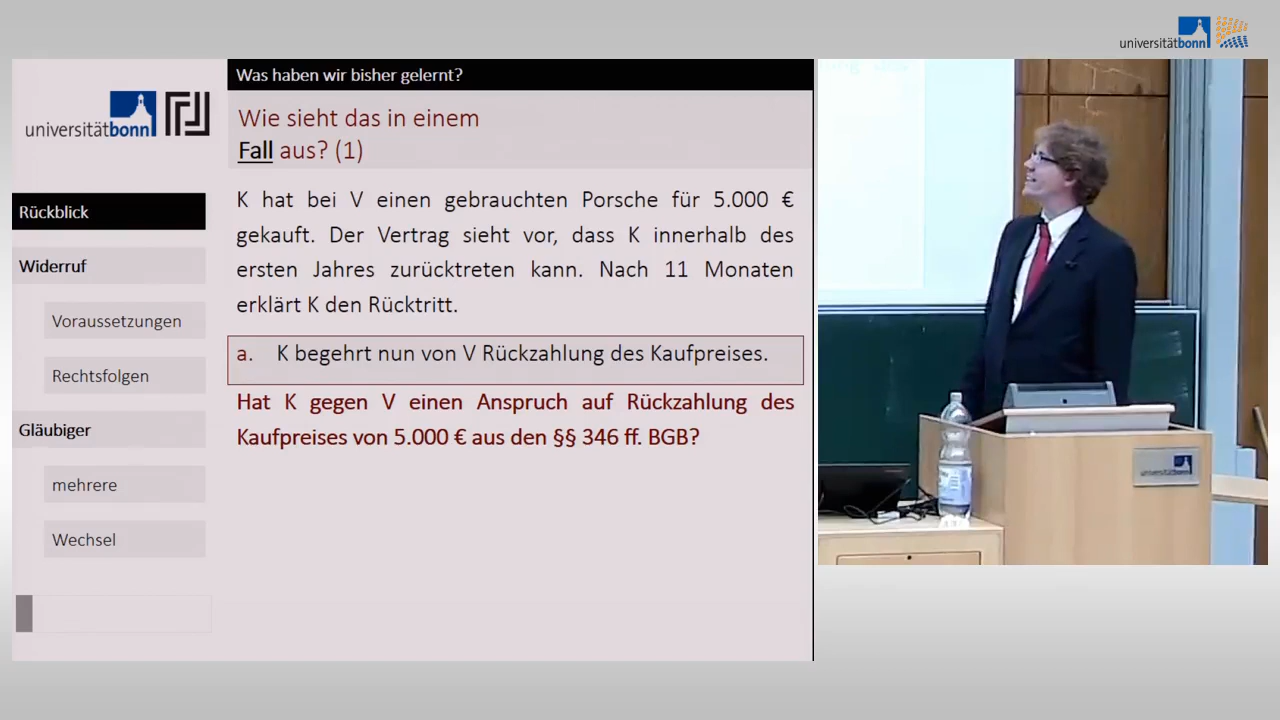 universitätbonn
Was haben wir bisher gelernt?
universitätbonn
Wie sieht das in einem
Fall aus? (1)
Rückblick
Widerruf
Voraussetzungen
Rechtsfolgen
Gläubiger
mehrere
Wechsel
K hat bei V einen gebrauchten Porsche für 5.000 €
gekauft. Der Vertrag sieht vor, dass K innerhalb des
ersten Jahres zurücktreten kann. Nach 11 Monaten
erklärt K den Rücktritt.
a. K begehrt nun von V Rückzahlung des Kaufpreises.
Hat K gegen V einen Anspruch auf Rückzahlung des
Kaufpreises von 5.000 € aus den §§ 346 ff. BGB?
universitätbonn